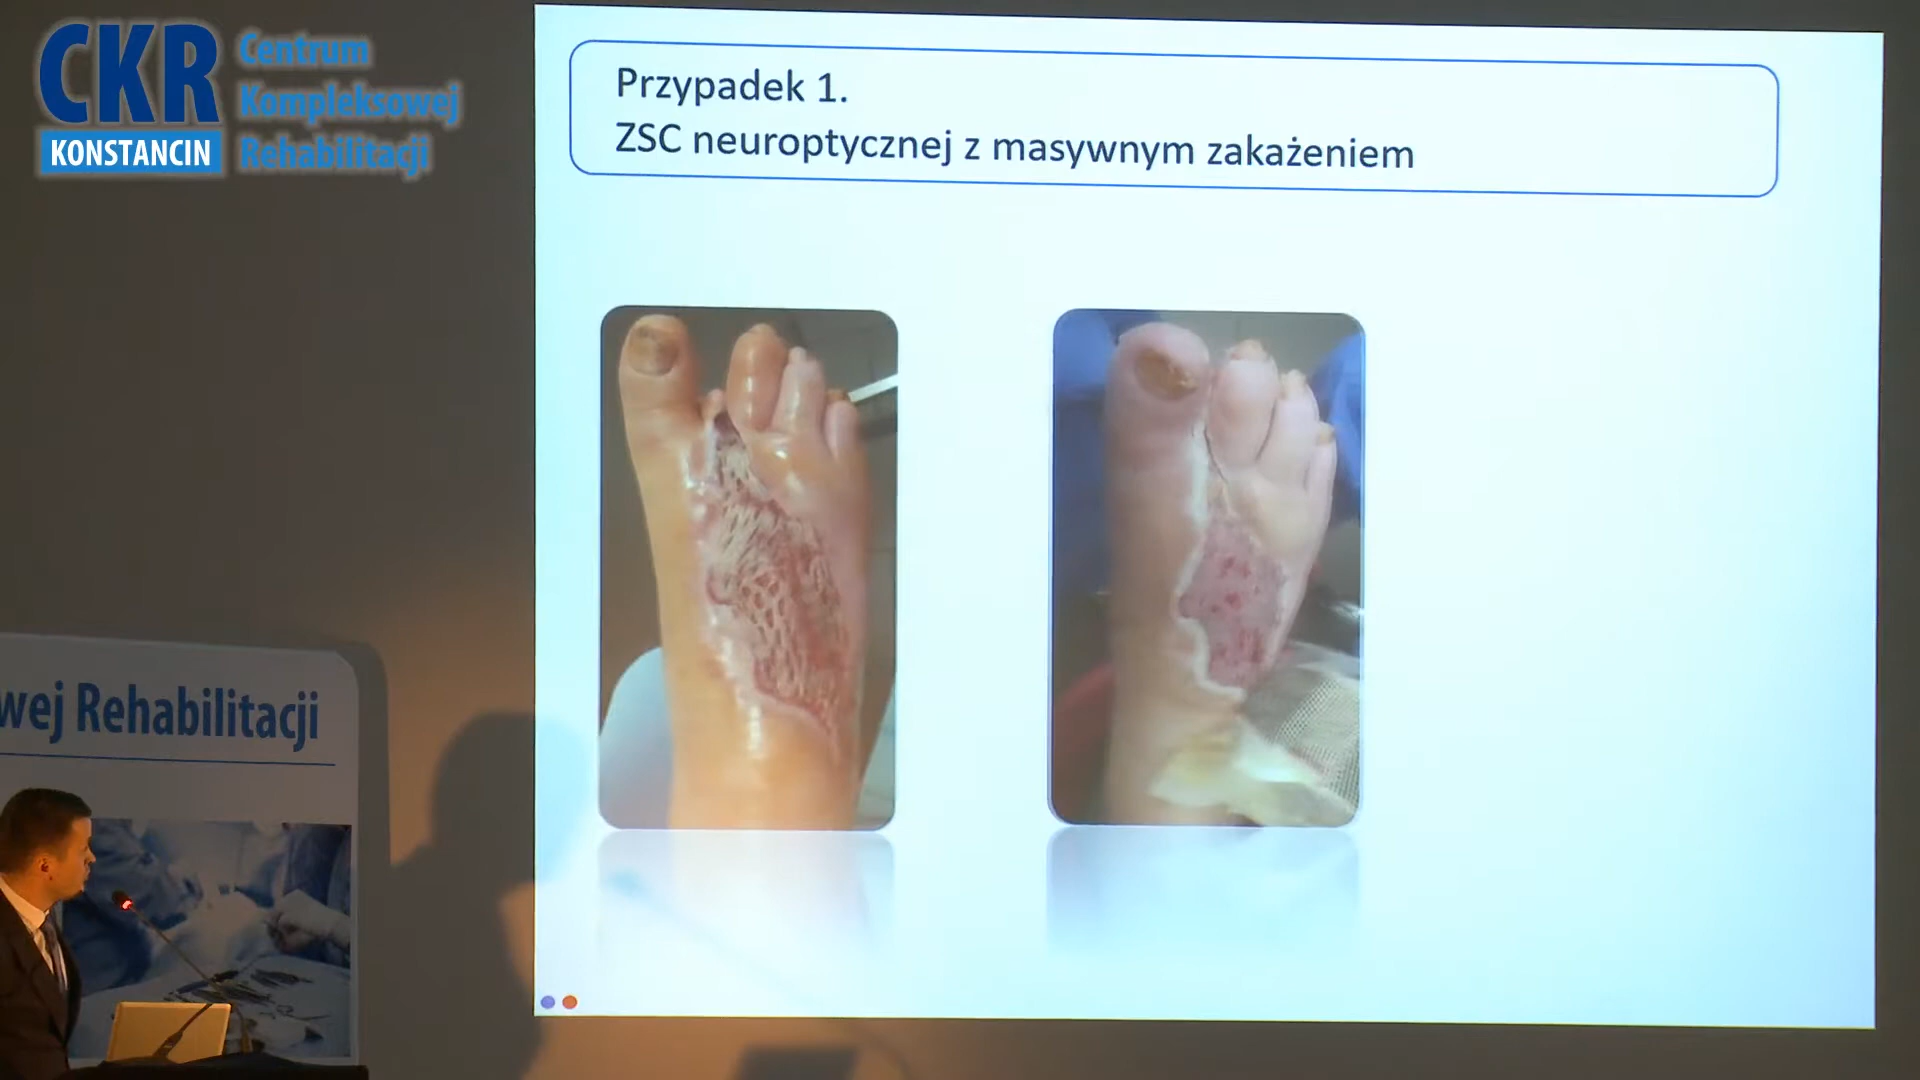 CKR
KONSTANCIN
Centrum
Kompleksowej
Rehabilitacji
Przypadek 1.
ZSC neuroptycznej z masywnym zakażeniem
wej Rehabilitacji